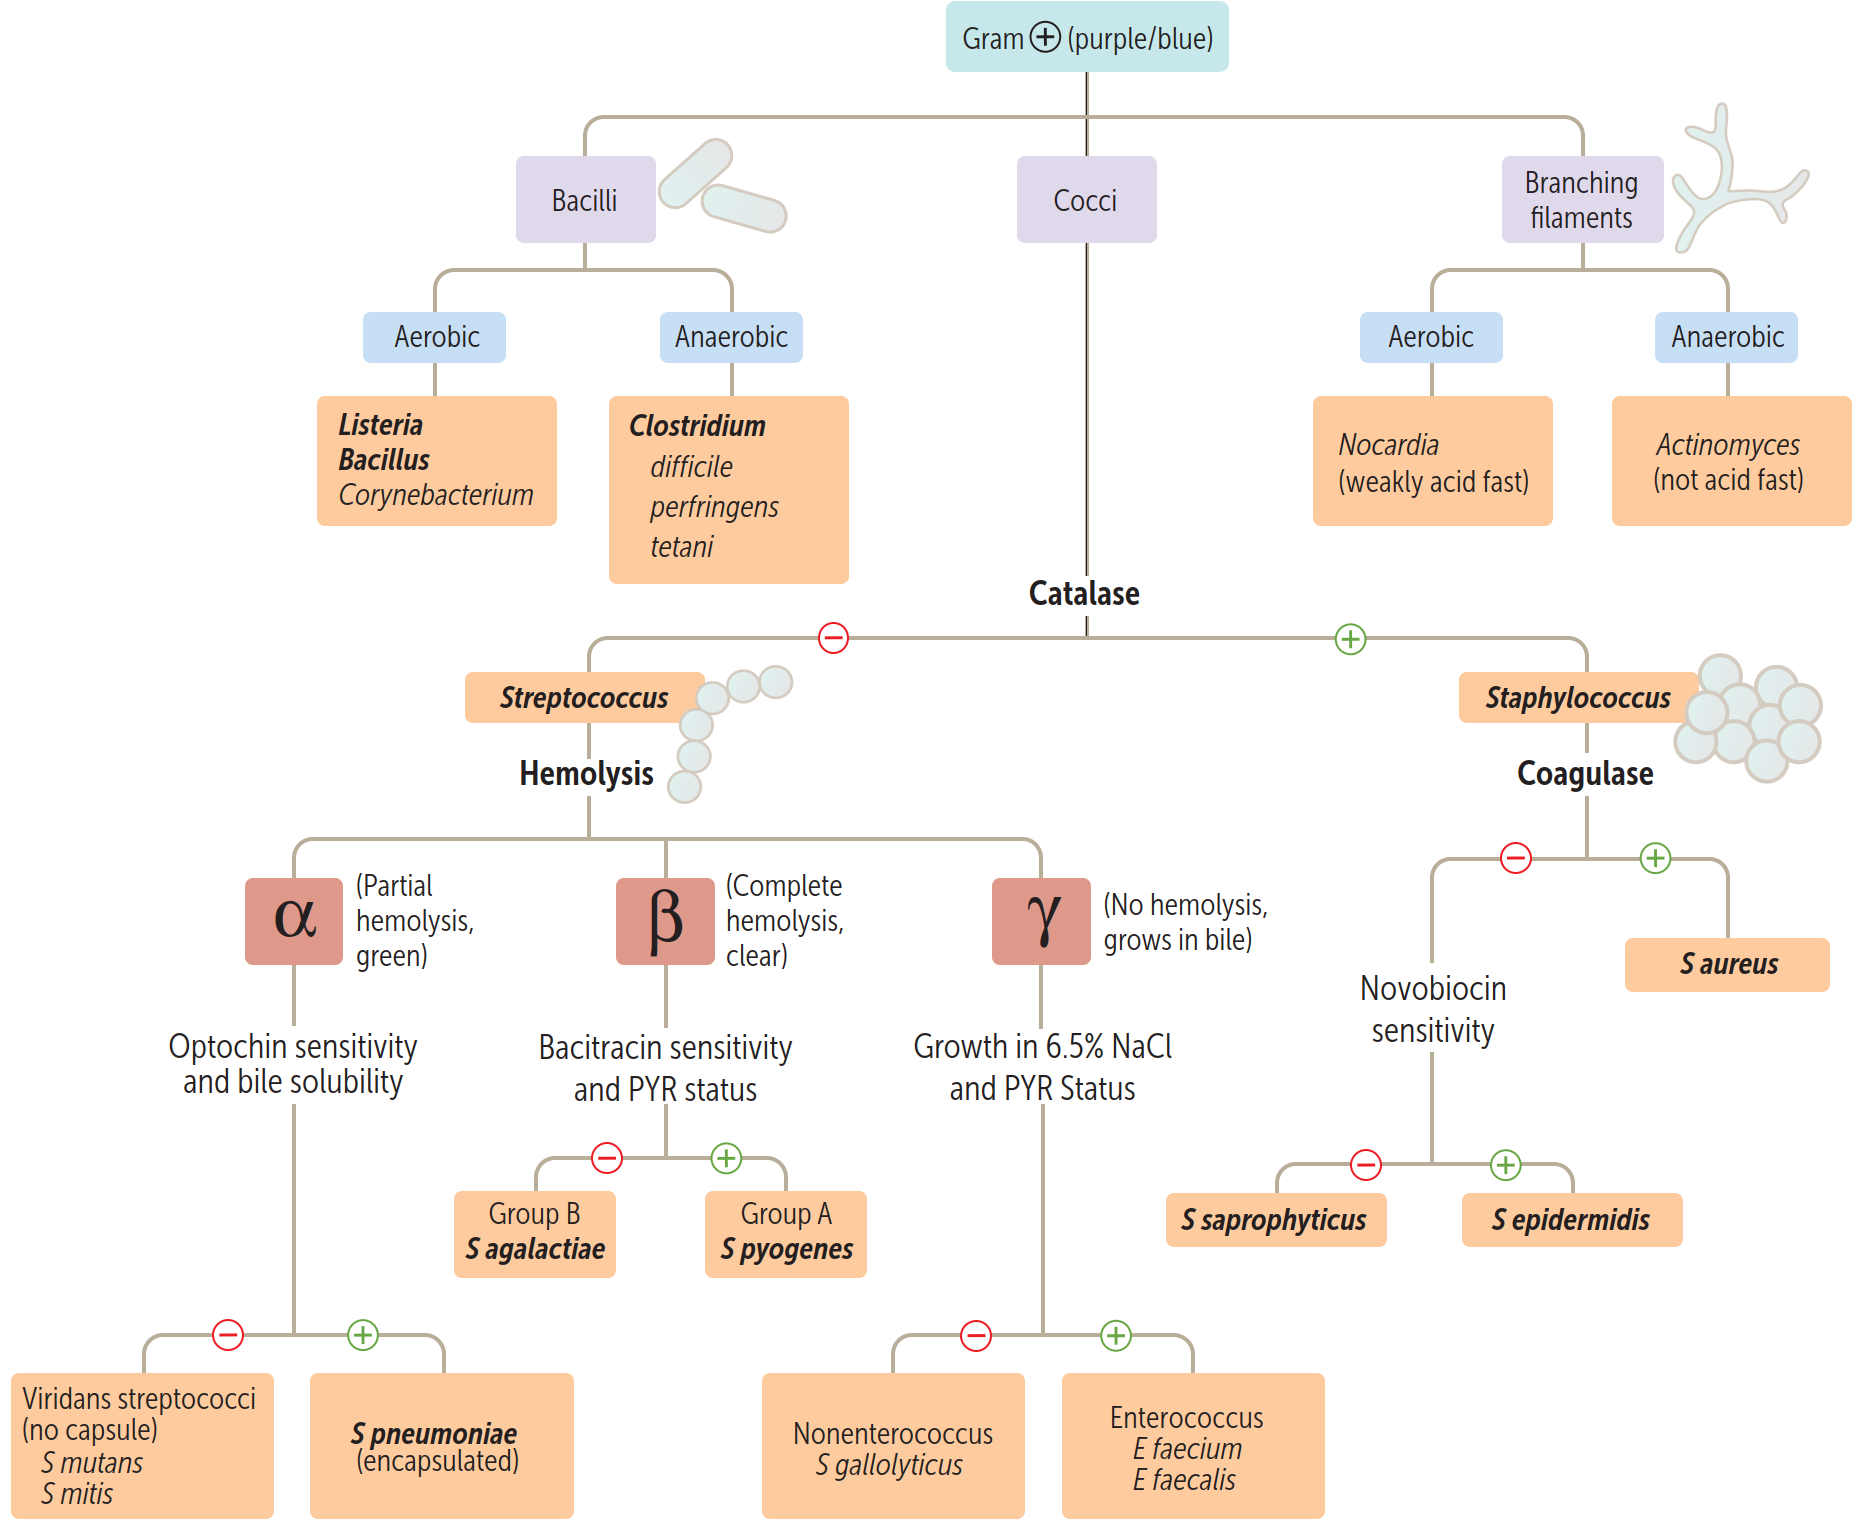 Gram ⊕ (purple/blue)
Bacilli
Cocci
Branching
filaments
Aerobic
Anaerobic
Aerobic
Anaerobic
Listeria
Bacillus
Corynebacterium
Clostridium
difficile
perfringens
tetani
Nocardia
(weakly acid fast)
Actinomyces
(not acid fast)
Catalase
−
+
Streptococcus
Staphylococcus
Hemolysis
Coagulase
−
+
α
(Partial
hemolysis,
green)
β
(Complete
hemolysis,
clear)
γ
(No hemolysis,
grows in bile)
S aureus
Novobiocin
sensitivity
Optochin sensitivity
and bile solubility
Bacitracin sensitivity
and PYR status
Growth in 6.5% NaCl
and PYR Status
−
+
−
+
Group B
S agalactiae
Group A
S pyogenes
S saprophyticus
S epidermidis
−
+
−
+
Viridans streptococci
(no capsule)
S mutans
S mitis
S pneumoniae
(encapsulated)
Nonenterococcus
S gallolyticus
Enterococcus
E faecium
E faecalis